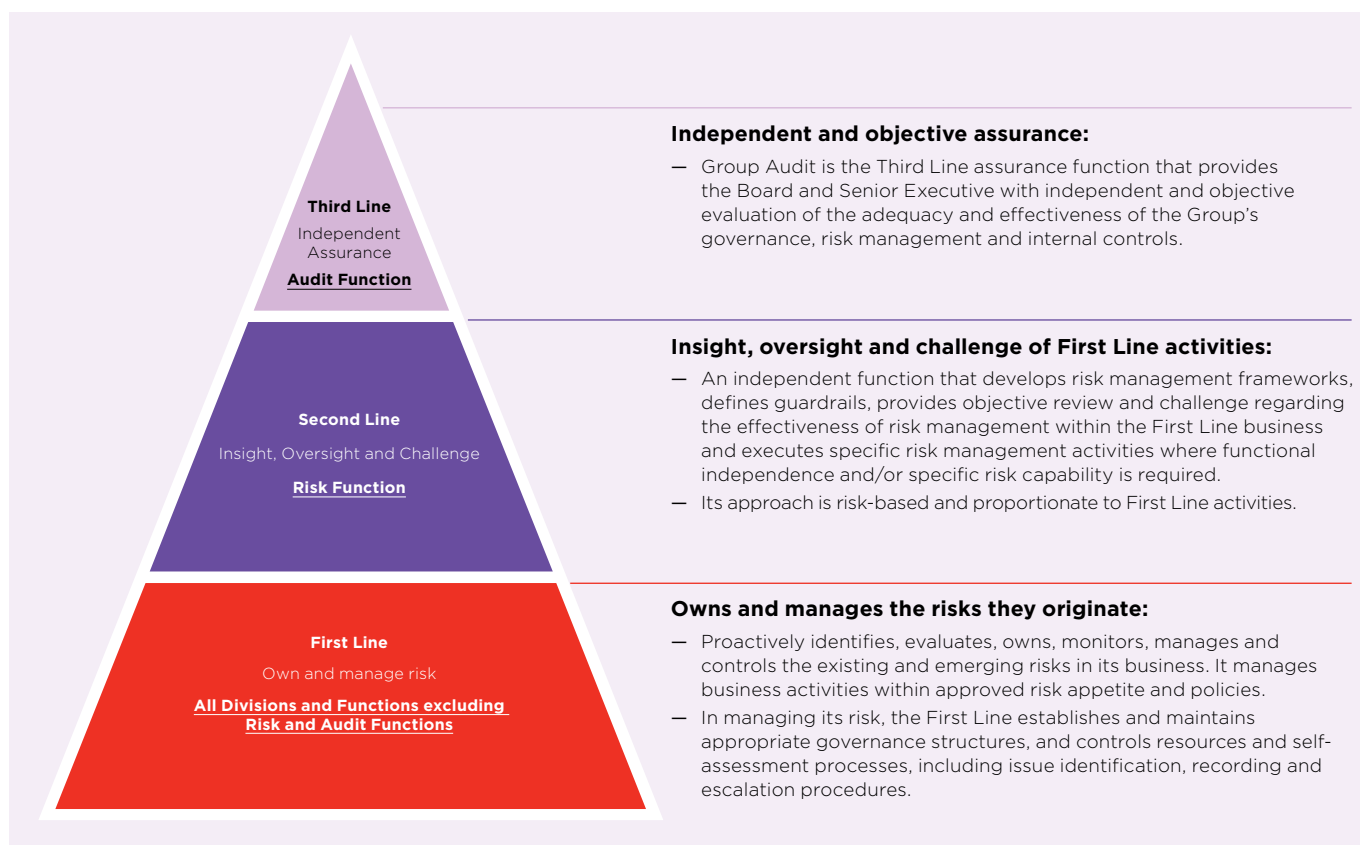 Third Line
Independent
Assurance
Audit Function
Independent and objective assurance:
— Group Audit is the Third Line assurance function that provides
the Board and Senior Executive with independent and objective
evaluation of the adequacy and effectiveness of the Group’s
governance, risk management and internal controls.
Second Line
Insight, Oversight and Challenge
Risk Function
Insight, oversight and challenge of First Line activities:
— An independent function that develops risk management frameworks,
defines guardrails, provides objective review and challenge regarding
the effectiveness of risk management within the First Line business
and executes specific risk management activities where functional
independence and/or specific risk capability is required.
— Its approach is risk-based and proportionate to First Line activities.
First Line
Own and manage risk
All Divisions and Functions excluding
Risk and Audit Functions
Owns and manages the risks they originate:
— Proactively identifies, evaluates, owns, monitors, manages and
controls the existing and emerging risks in its business. It manages
business activities within approved risk appetite and policies.
— In managing its risk, the First Line establishes and maintains
appropriate governance structures, and controls resources and self-
assessment processes, including issue identification, recording and
escalation procedures.